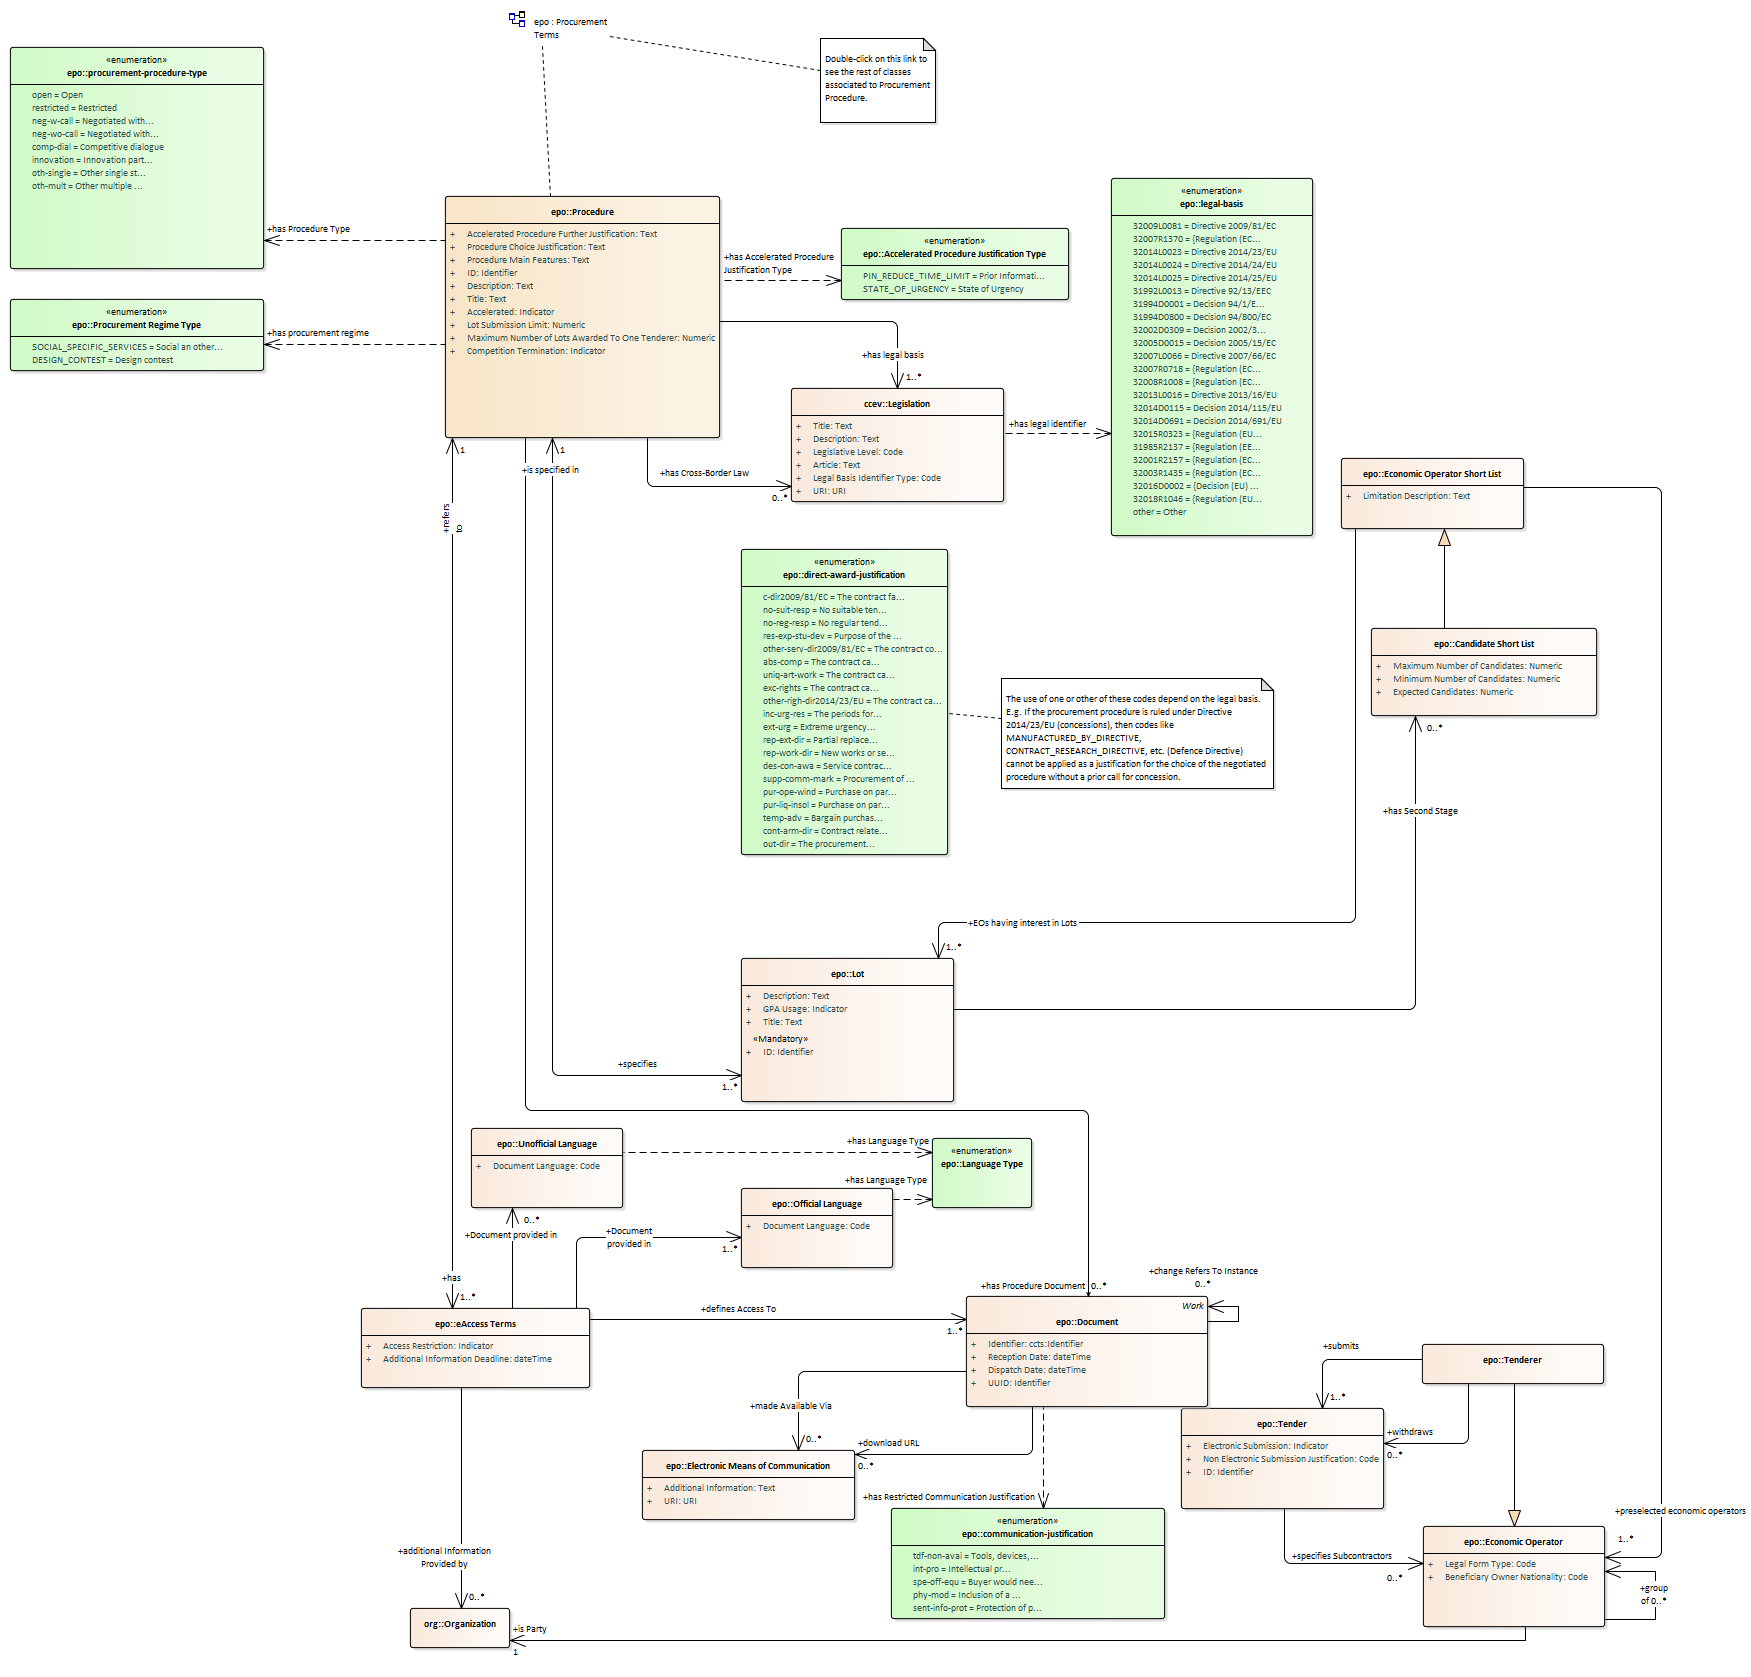 epo : Procurement
Terms
Double-click on this link to
see the rest of classes
associated to Procurement
Procedure.
«enumeration»
epo::procurement-procedure-type
open = Open
restricted = Restricted
neg-w-call = Negotiated with...
neg-wo-call = Negotiated with...
comp-dial = Competitive dialogue
innovation = Innovation part...
oth-single = Other single st...
oth-mult = Other multiple ...
+has Procedure Type
«enumeration»
epo::Procurement Regime Type
SOCIAL_SPECIFIC_SERVICES = Social an other...
DESIGN_CONTEST = Design contest
+has procurement regime
epo::Procedure
+ Accelerated Procedure Further Justification: Text
+ Procedure Choice Justification: Text
+ Procedure Main Features: Text
+ ID: Identifier
+ Description: Text
+ Title: Text
+ Accelerated: Indicator
+ Lot Submission Limit: Numeric
+ Maximum Number of Lots Awarded To One Tenderer: Numeric
+ Competition Termination: Indicator
+has Accelerated Procedure
Justification Type
«enumeration»
epo::Accelerated Procedure Justification Type
PIN_REDUCE_TIME_LIMIT = Prior Informati...
STATE_OF_URGENCY = State of Urgency
+has legal basis
1..*
ccev::Legislation
+ Title: Text
+ Description: Text
+ Legislative Level: Code
+ Article: Text
+ Legal Basis Identifier Type: Code
+ URI: URI
+has Cross-Border Law
0..*
+has legal identifier
«enumeration»
epo::legal-basis
32009L0081 = Directive 2009/81/EC
32007R1370 = {Regulation (EC...
32014L0023 = Directive 2014/23/EU
32014L0024 = Directive 2014/24/EU
32014L0025 = Directive 2014/25/EU
31992L0013 = Directive 92/13/EEC
31994D0001 = Decision 94/1/E...
31994D0800 = Decision 94/800/EC
32002D0309 = Decision 2002/3...
32005D0015 = Decision 2005/15/EC
32007L0066 = Directive 2007/66/EC
32007R0718 = {Regulation (EC...
32008R1008 = {Regulation (EC...
32013L0016 = Directive 2013/16/EU
32014D0115 = Decision 2014/115/EU
32014D0691 = Decision 2014/691/EU
32015R0323 = {Regulation (EU...
31985R2137 = {Regulation (EE...
32001R2157 = {Regulation (EC...
32003R1435 = {Regulation (EC...
32016D0002 = {Decision (EU) ...
32018R1046 = {Regulation (EU...
other = Other
1
+refers
to
+is specified in
1
epo::Economic Operator Short List
+ Limitation Description: Text
epo::Candidate Short List
+ Maximum Number of Candidates: Numeric
+ Minimum Number of Candidates: Numeric
+ Expected Candidates: Numeric
0..*
+has Second Stage
«enumeration»
epo::direct-award-justification
c-dir2009/81/EC = The contract fa...
no-suit-resp = No suitable ten...
no-reg-resp = No regular tend...
res-exp-stu-dev = Purpose of the ...
other-serv-dir2009/81/EC = The contract co...
abs-comp = The contract ca...
uniq-art-work = The contract ca...
exc-rights = The contract ca...
other-righ-dir2014/23/EU = The contract ca...
inc-urg-res = The periods for...
ext-urg = Extreme urgency...
rep-ext-dir = Partial replace...
rep-work-dir = New works or se...
des-con-awa = Service contrac...
supp-comm-mark = Procurement of ...
pur-ope-wind = Purchase on par...
pur-liq-insol = Purchase on par...
temp-adv = Bargain purchas...
cont-arm-dir = Contract relate...
out-dir = The procurement...
The use of one or other of these codes depend on the legal basis.
E.g. If the procurement procedure is ruled under Directive
2014/23/EU (concessions), then codes like
MANUFACTURED_BY_DIRECTIVE,
CONTRACT_RESEARCH_DIRECTIVE, etc. (Defence Directive)
cannot be applied as a justification for the choice of the negotiated
procedure without a prior call for concession.
+EOs having interest in Lots
1..*
epo::Lot
+ Description: Text
+ GPA Usage: Indicator
+ Title: Text
«Mandatory»
+ ID: Identifier
+specifies
1..*
epo::Unofficial Language
+ Document Language: Code
+has Language Type
«enumeration»
epo::Language Type
+has Language Type
epo::Official Language
+ Document Language: Code
0..*
+Document provided in
+Document
provided in
1..*
+has
1..*
epo::eAccess Terms
+ Access Restriction: Indicator
+ Additional Information Deadline: dateTime
+defines Access To
1..*
+has Procedure Document
0..*
+change Refers To Instance
0..*
Work
epo::Document
+ Identifier: ccts:Identifier
+ Reception Date: dateTime
+ Dispatch Date: dateTime
+ UUID: Identifier
+made Available Via
0..*
+download URL
0..*
epo::Electronic Means of Communication
+ Additional Information: Text
+ URI: URI
+has Restricted Communication Justification
«enumeration»
epo::communication-justification
tdf-non-avai = Tools, devices,...
int-pro = Intellectual pr...
spe-off-equ = Buyer would nee...
phy-mod = Inclusion of a ...
sent-info-prot = Protection of p...
epo::Tenderer
+submits
1..*
+withdraws
0..*
epo::Tender
+ Electronic Submission: Indicator
+ Non Electronic Submission Justification: Code
+ ID: Identifier
+specifies Subcontractors
0..*
+preselected economic operators
1..*
epo::Economic Operator
+ Legal Form Type: Code
+ Beneficiary Owner Nationality: Code
+group
of 0..*
+additional Information
Provided by
0..*
org::Organization
+is Party
1